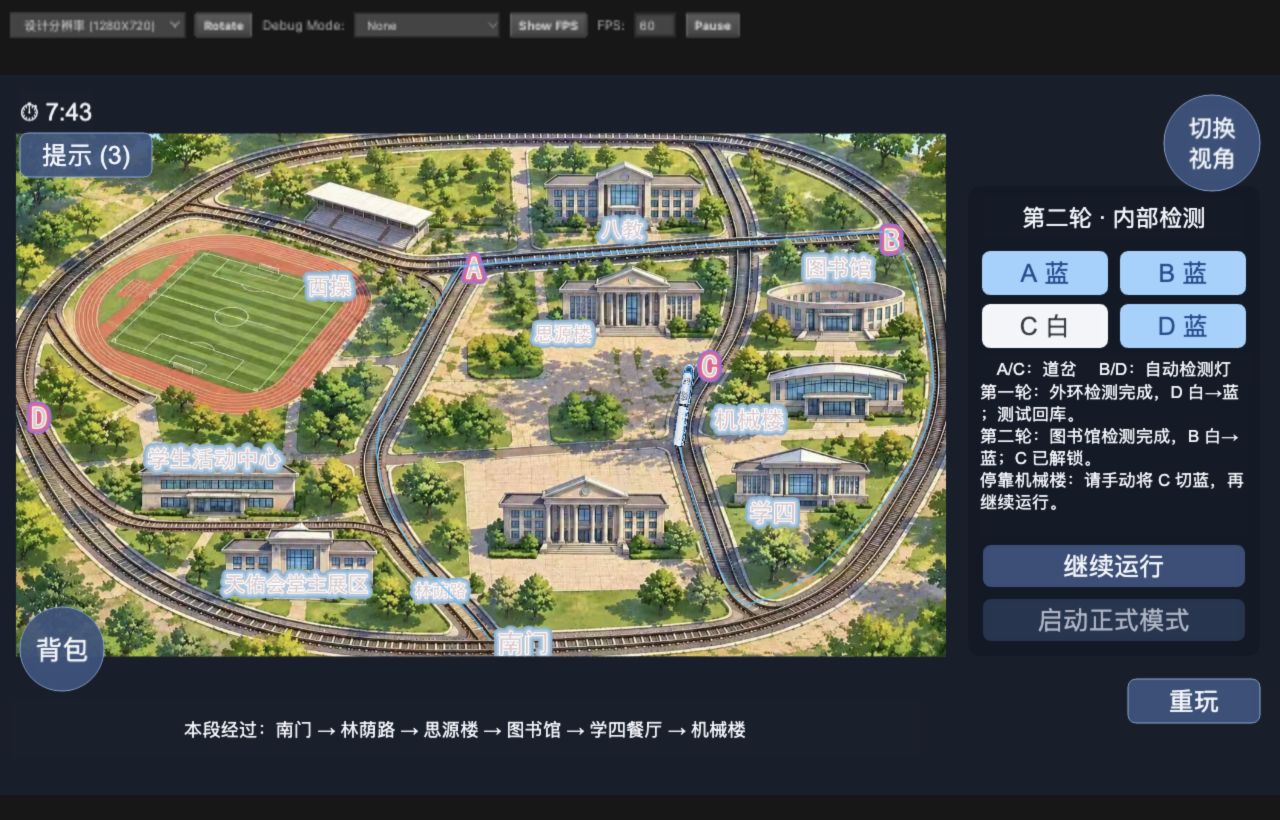 设计分辨率 (1280X720)
Rotate
Debug Mode:
None
Show FPS
FPS:
60
Pause
7:43
提示 (3)
切换
视角
第二轮 · 内部检测
A 蓝
B 蓝
C 白
D 蓝
A/C：道岔 B/D：自动检测灯
第一轮：外环检测完成，D 白→蓝
；测试回库。
第二轮：图书馆检测完成，B 白→
蓝；C 已解锁。
停靠机械楼：请手动将 C 切蓝，再
继续运行。
继续运行
启动正式模式
重玩
八教
B
A
图书馆
西操
思源楼
C
机械楼
D
学生活动中心
学四
天佑会堂主展区
林荫路
南门
背包
本段经过：南门 → 林荫路 → 思源楼 → 图书馆 → 学四餐厅 → 机械楼